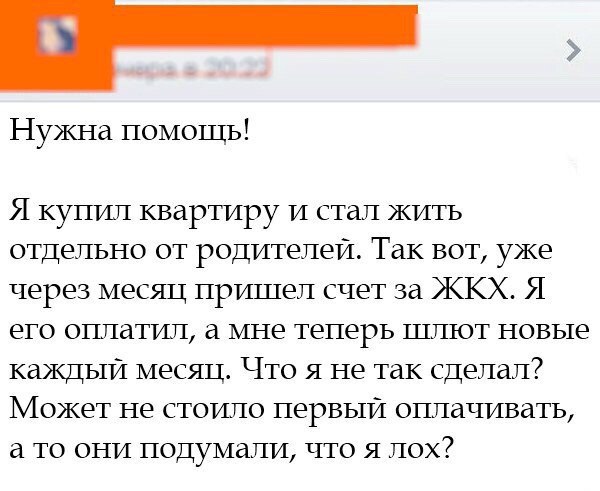 в 20:22
Нужна помощь!
Я купил квартиру и стал жить
отдельно от родителей. Так вот, уже
через месяц пришел счет за ЖКХ. Я
его оплатил, а мне теперь шлют новые
каждый месяц. Что я не так сделал?
Может не стоило первый оплачивать,
а то они подумали, что я лох?